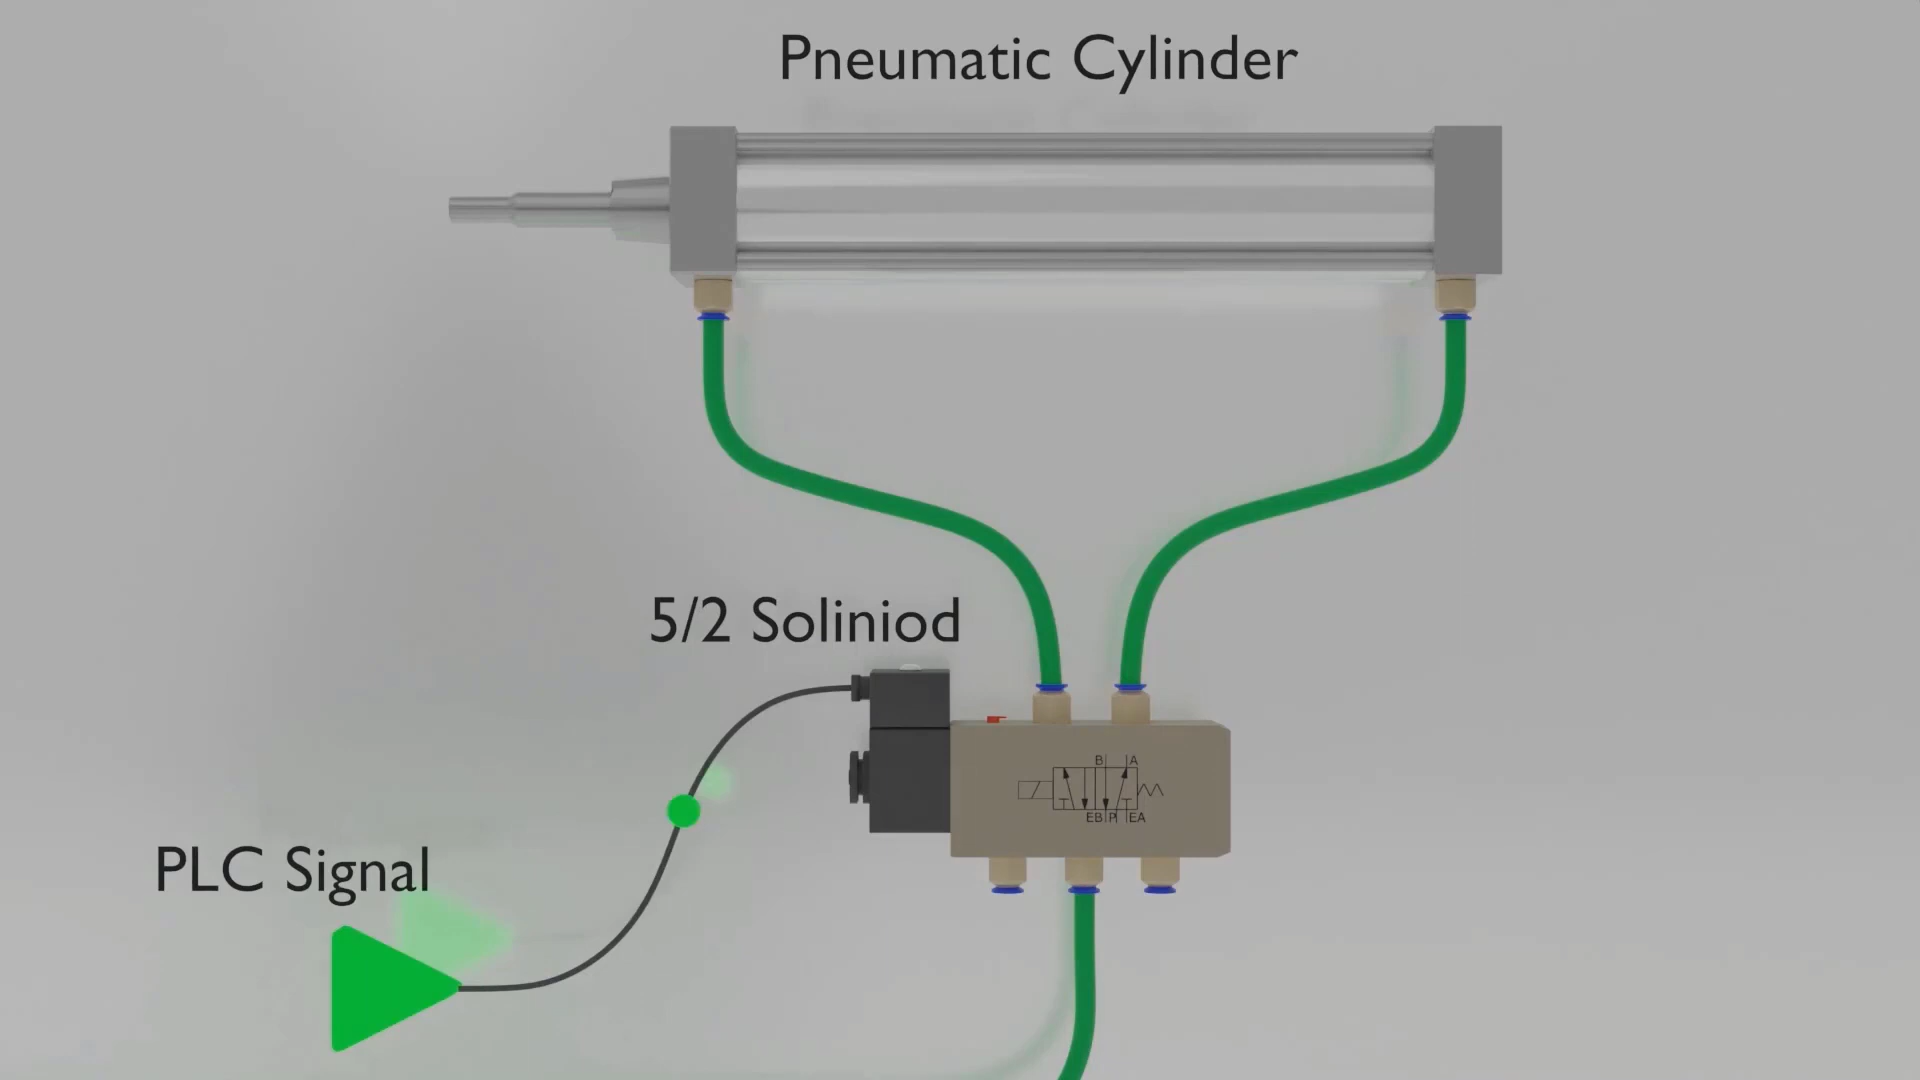 Pneumatic Cylinder
5/2 Soliniod
B A
EB P EA
PLC Signal